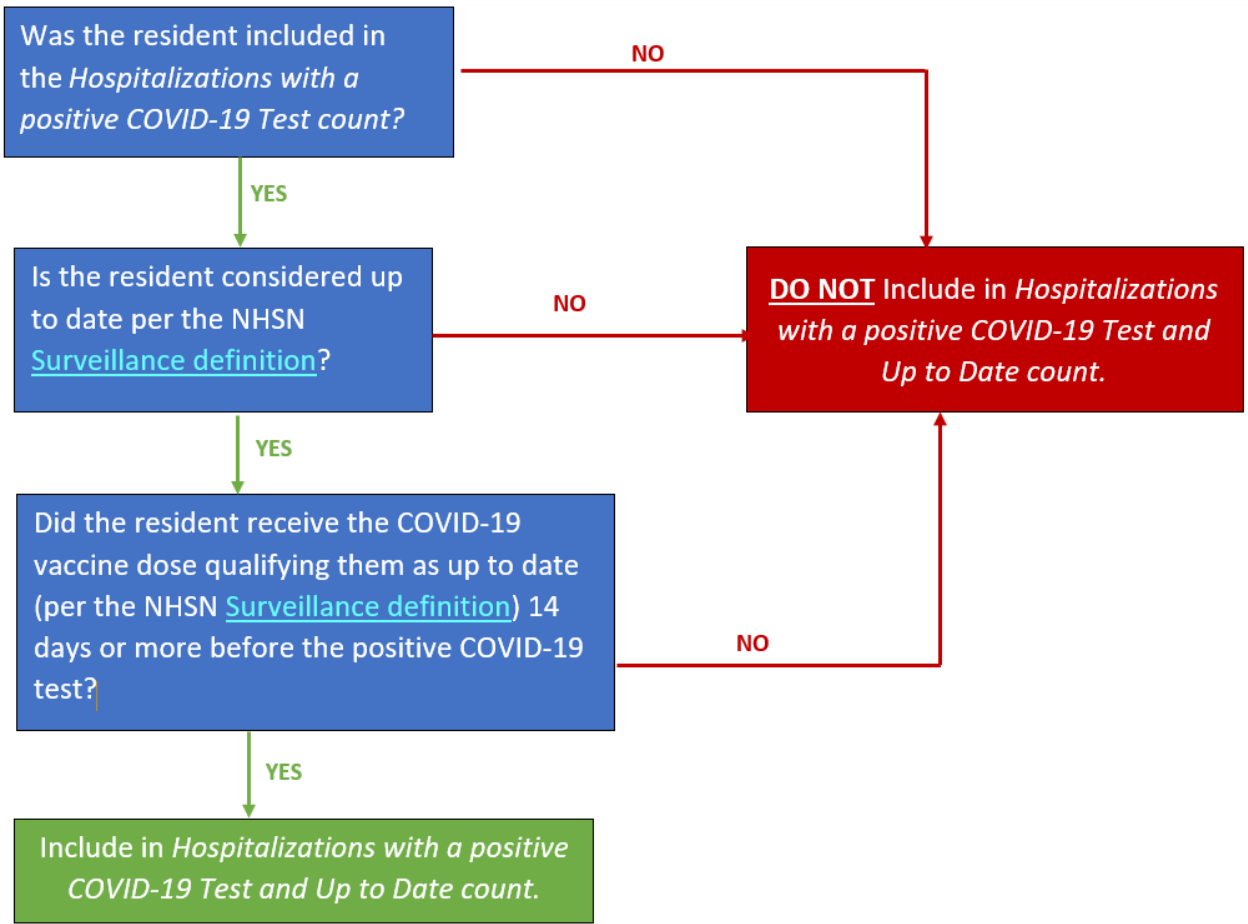 Was the resident included in
the Hospitalizations with a
positive COVID-19 Test count?
NO
YES
Is the resident considered up
to date per the NHSN
Surveillance definition?
NO
DO NOT Include in Hospitalizations
with a positive COVID-19 Test and
Up to Date count.
YES
Did the resident receive the COVID-19
vaccine dose qualifying them as up to date
(per the NHSN Surveillance definition) 14
days or more before the positive COVID-19
test?
NO
YES
Include in Hospitalizations with a positive
COVID-19 Test and Up to Date count.